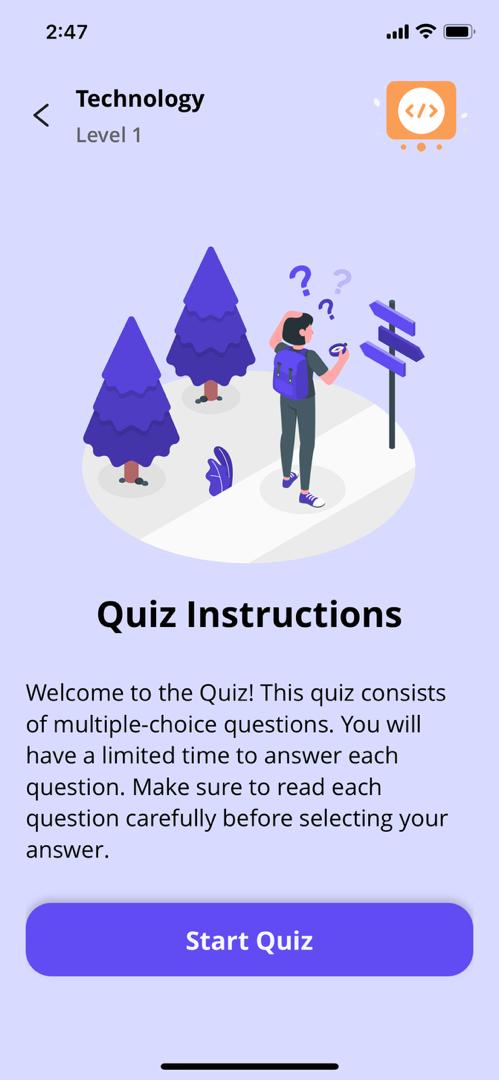 2:47
Technology
Level 1
</>
? ? ?
Quiz Instructions
Welcome to the Quiz! This quiz consists
of multiple-choice questions. You will
have a limited time to answer each
question. Make sure to read each
question carefully before selecting your
answer.
Start Quiz